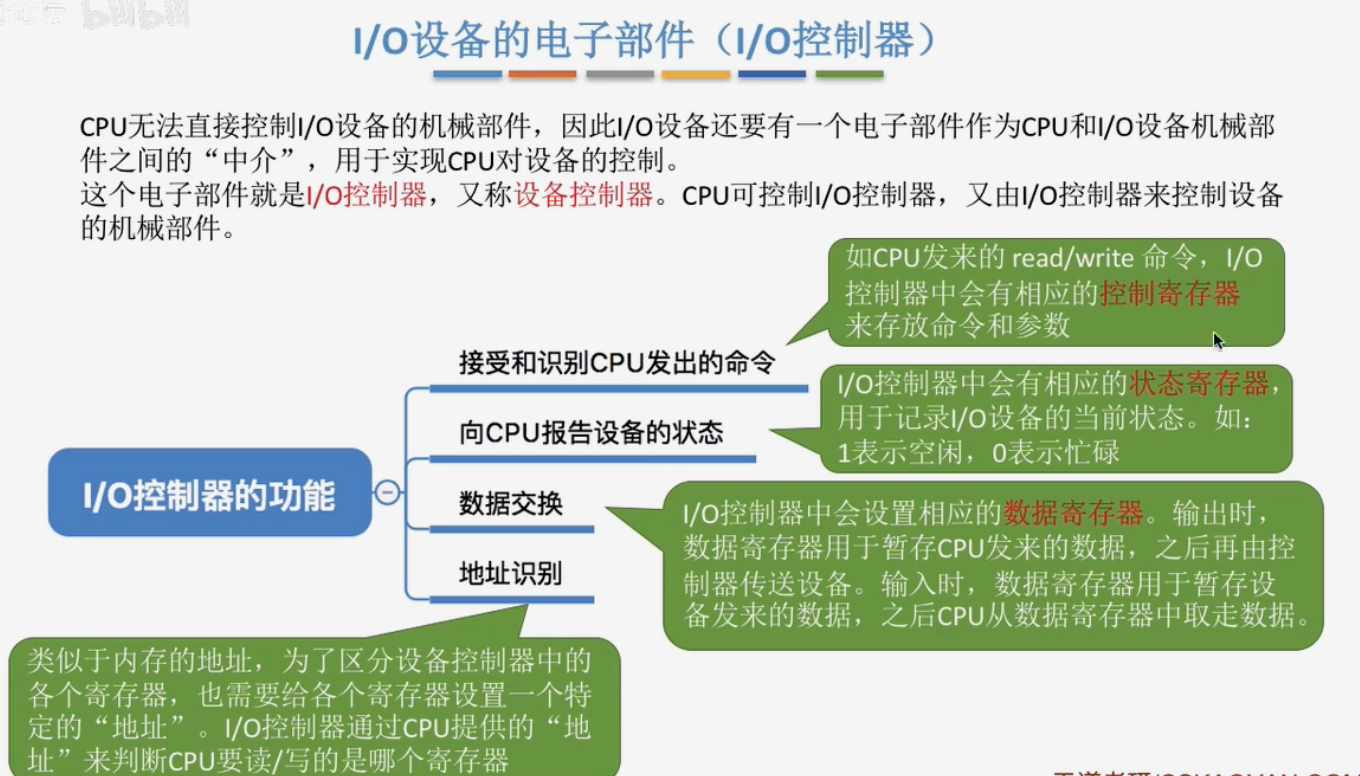 I/O设备的电子部件（I/O控制器）
CPU无法直接控制I/O设备的机械部件，因此I/O设备还要有一个电子部件作为CPU和I/O设备机械部
件之间的“中介”，用于实现CPU对设备的控制。
这个电子部件就是I/O控制器，又称设备控制器。CPU可控制I/O控制器，又由I/O控制器来控制设备
的机械部件。
如CPU发来的 read/write 命令，I/O
控制器中会有相应的控制寄存器
来存放命令和参数
接受和识别CPU发出的命令
I/O控制器中会有相应的状态寄存器，
用于记录I/O设备的当前状态。如：
1表示空闲，0表示忙碌
向CPU报告设备的状态
I/O控制器的功能
数据交换
I/O控制器中会设置相应的数据寄存器。输出时，
数据寄存器用于暂存CPU发来的数据，之后再由控
制器传送设备。输入时，数据寄存器用于暂存设
备发来的数据，之后CPU从数据寄存器中取走数据。
地址识别
类似于内存的地址，为了区分设备控制器中的
各个寄存器，也需要给各个寄存器设置一个特
定的“地址”。I/O控制器通过CPU提供的“地
址”来判断CPU要读/写的是哪个寄存器